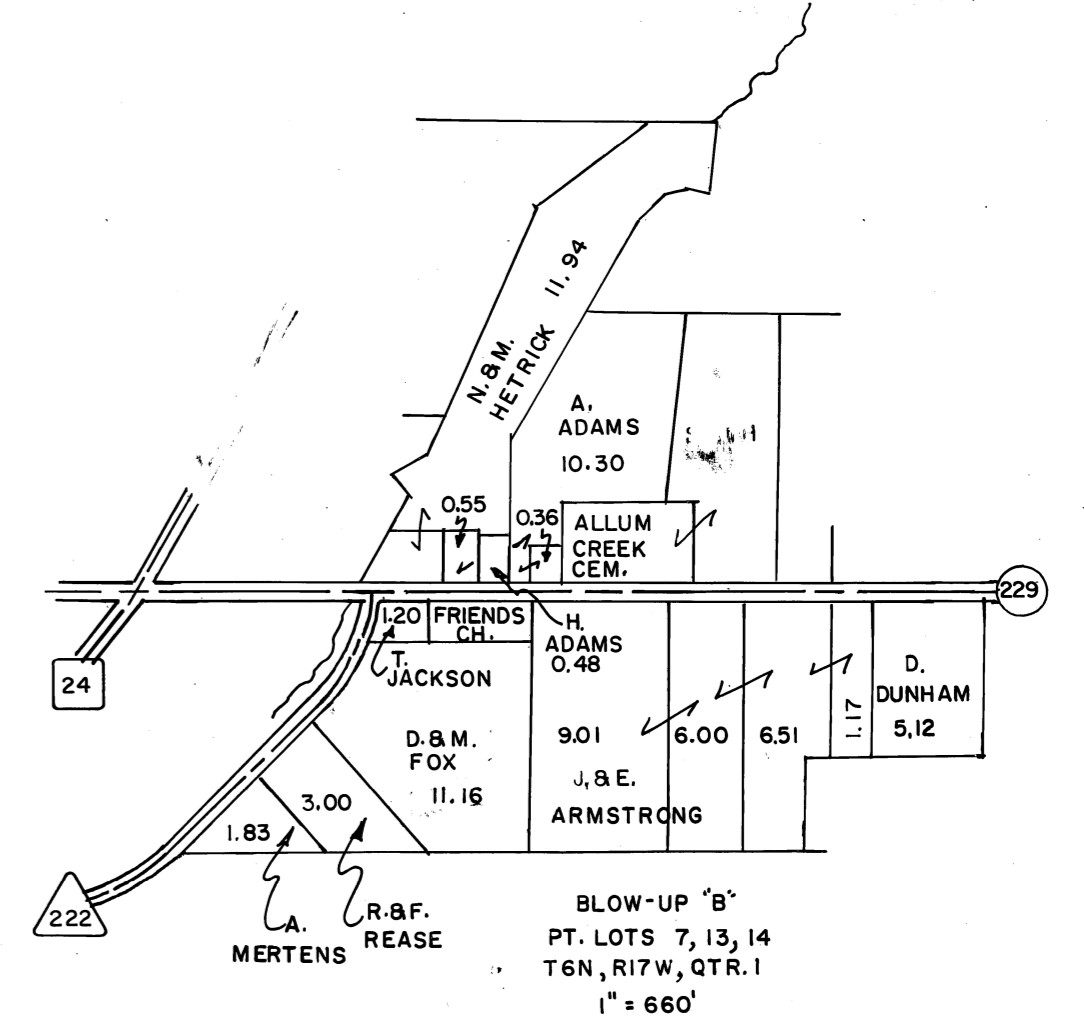 N. & M.
HETRICK 11.94
A.
ADAMS
10.30
0.55
0.36
ALLUM
CREEK
CEM.
229
24
1.20
FRIENDS
CH.
H.
ADAMS
0.48
T.
JACKSON
D. & M.
FOX
11.16
9.01
J. & E.
ARMSTRONG
6.00
6.51
1.17
D.
DUNHAM
5.12
3.00
1.83
222
A.
MERTENS
R. & F.
REASE
BLOW-UP "B"
PT. LOTS 7, 13, 14
T6N, R17W, QTR. 1
1" = 660'